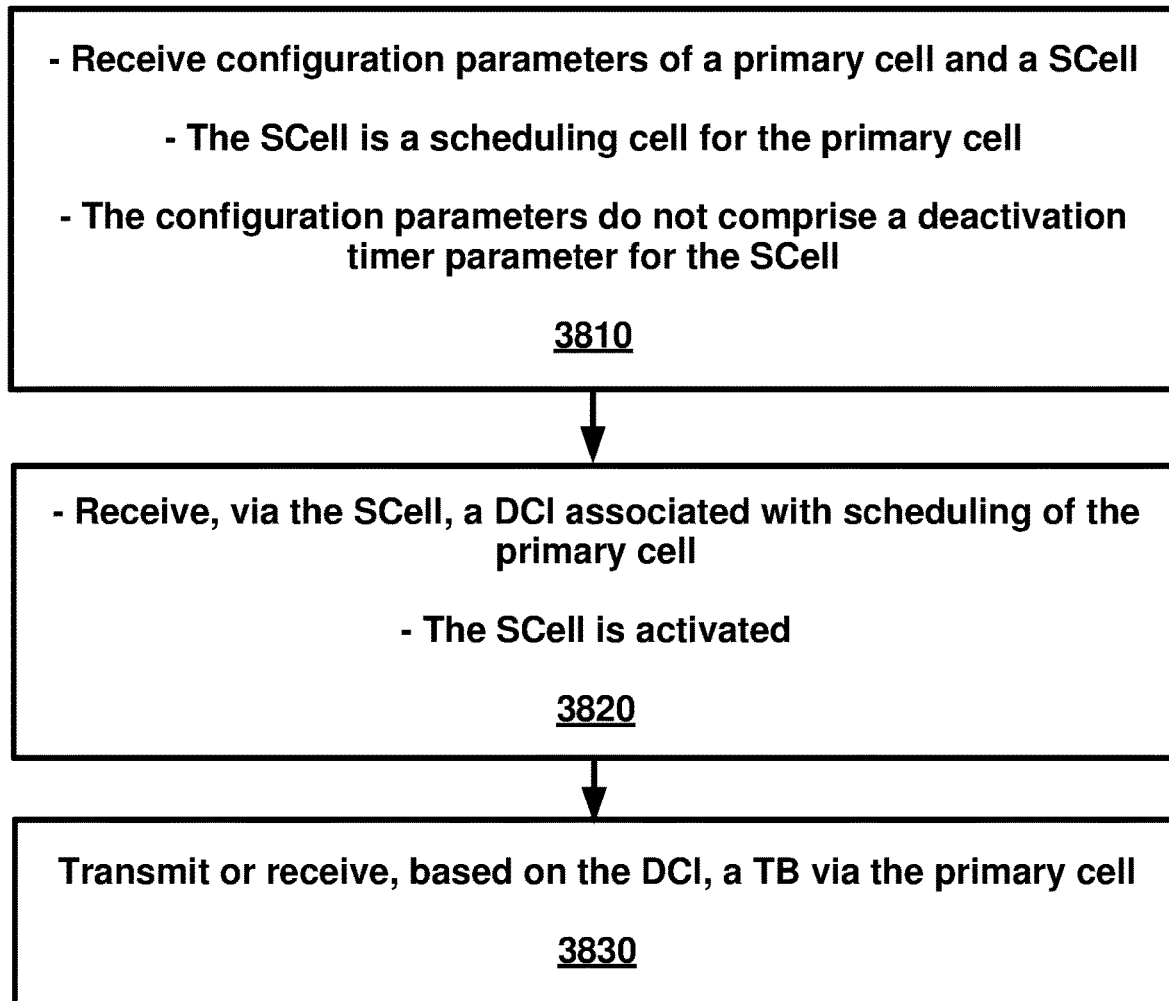 - Receive configuration parameters of a primary cell and a SCell
- The SCell is a scheduling cell for the primary cell
- The configuration parameters do not comprise a deactivation
timer parameter for the SCell
3810
- Receive, via the SCell, a DCI associated with scheduling of the
primary cell
- The SCell is activated
3820
Transmit or receive, based on the DCI, a TB via the primary cell
3830